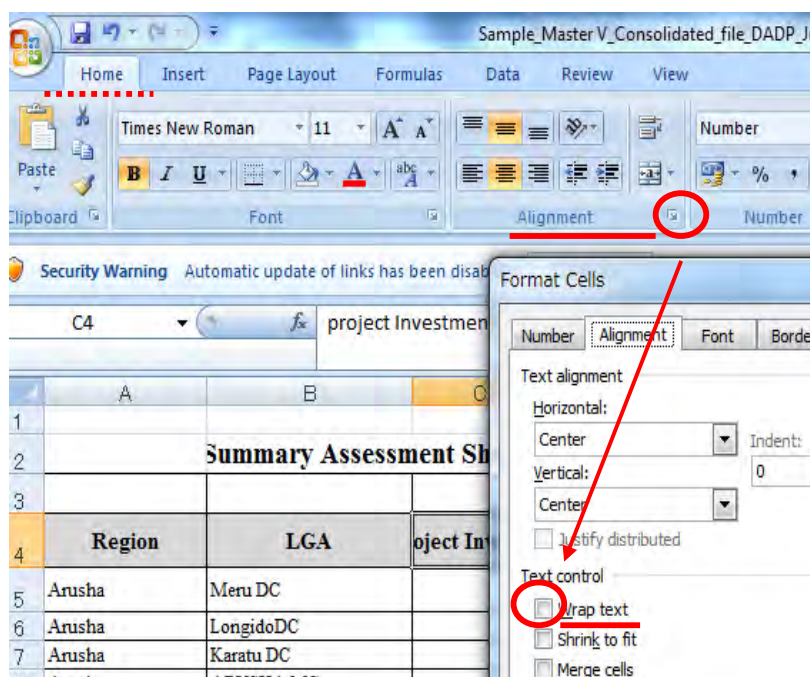 Sample_Master V_Consolidated_file_DADP_J
Home Insert Page Layout Formulas Data Review View
Times New Roman 11 A A Number
Paste B I U A abc A a %
Clipboard Font Alignment Number
Security Warning Automatic update of links has been disab
Format Cells
C4 fx project Investmen
Number Alignment Font Borde
Text alignment
A B C
Horizontal:
1
Center Indent:
2 Summary Assessment Sh
Vertical: 0
3
Center
Justify distributed
4 Region LGA oject In
Text control
5 Arusha Meru DC
Wrap text
6 Arusha LongidoDC
Shrink to fit
7 Arusha Karatu DC
Merge cells